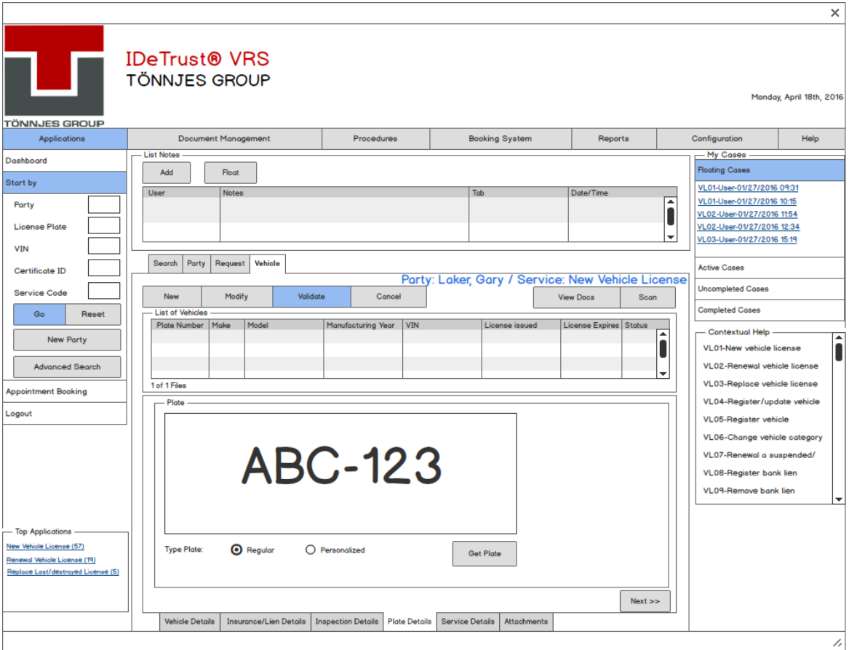 IDeTrust® VRS
TÖNNJES GROUP
TÖNNJES GROUP
Monday, April 18th, 2016
Applications
Document Management
Procedures
Booking System
Reports
Configuration
Help
Dashboard
Start by
Party
License Plate
VIN
Certificate ID
Service Code
Go
Reset
New Party
Advanced Search
Appointment Booking
Logout
Top Applications
New Vehicle License (57)
Renewal Vehicle License (19)
Replace Lost/destroyed License (5)
List Notes
Add
Float
User
Notes
Tab
Date/Time
Search
Party
Request
Vehicle
Party: Laker, Gary / Service: New Vehicle License
New
Modify
Validate
Cancel
View Docs
Scan
List of Vehicles
Plate Number
Make
Model
Manufacturing Year
VIN
License issued
License Expires
Status
1 of 1 Files
Plate
ABC-123
Type Plate:
Regular
Personalized
Get Plate
Next >>
Vehicle Details
Insurance/Lien Details
Inspection Details
Plate Details
Service Details
Attachments
My Cases
Floating Cases
VL01-User-01/27/2016 09:31
VL01-User-01/27/2016 10:15
VL02-User-01/27/2016 11:54
VL02-User-01/27/2016 12:34
VL03-User-01/27/2016 15:19
Active Cases
Uncompleted Cases
Completed Cases
Contextual Help
VL01-New vehicle license
VL02-Renewal vehicle license
VL03-Replace vehicle license
VL04-Register/update vehicle
VL05-Register vehicle
VL06-Change vehicle category
VL07-Renewal a suspended/
VL08-Register bank lien
VL09-Remove bank lien